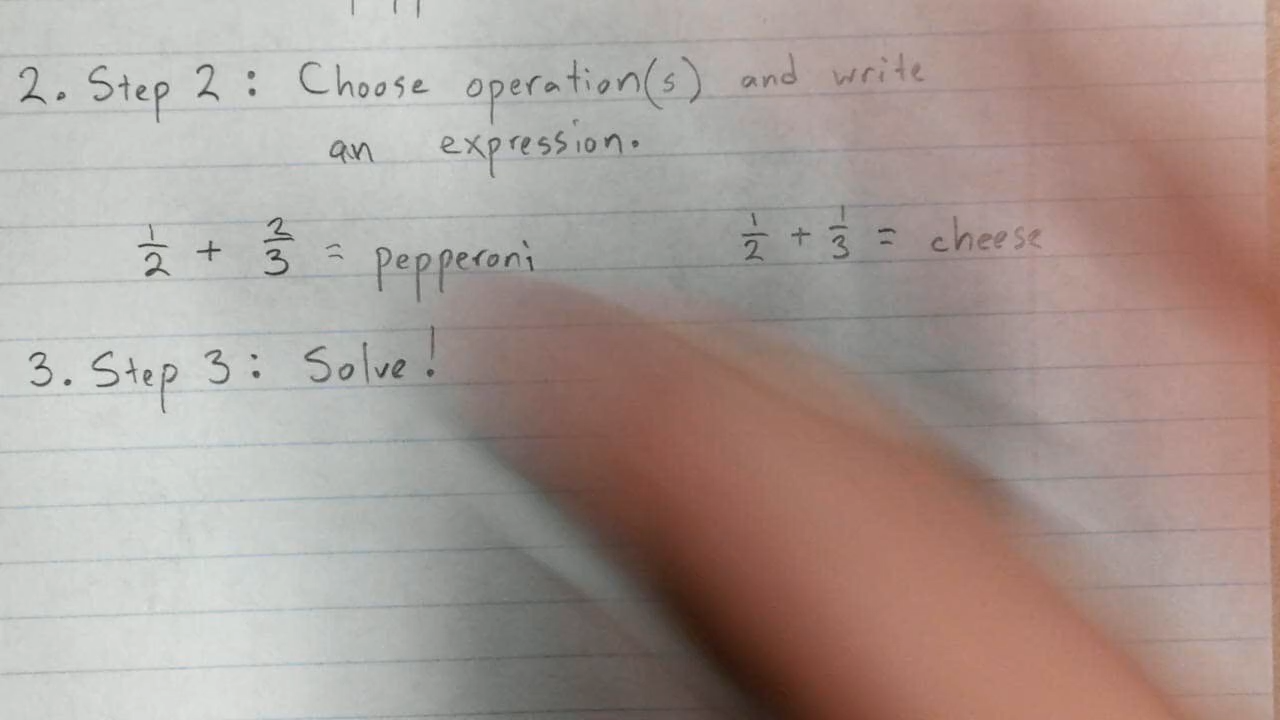 2. Step 2: Choose operation(s) and write
an expression.
1/2 + 2/3 = pepperoni
1/2 + 1/3 = cheese
3. Step 3: Solve!